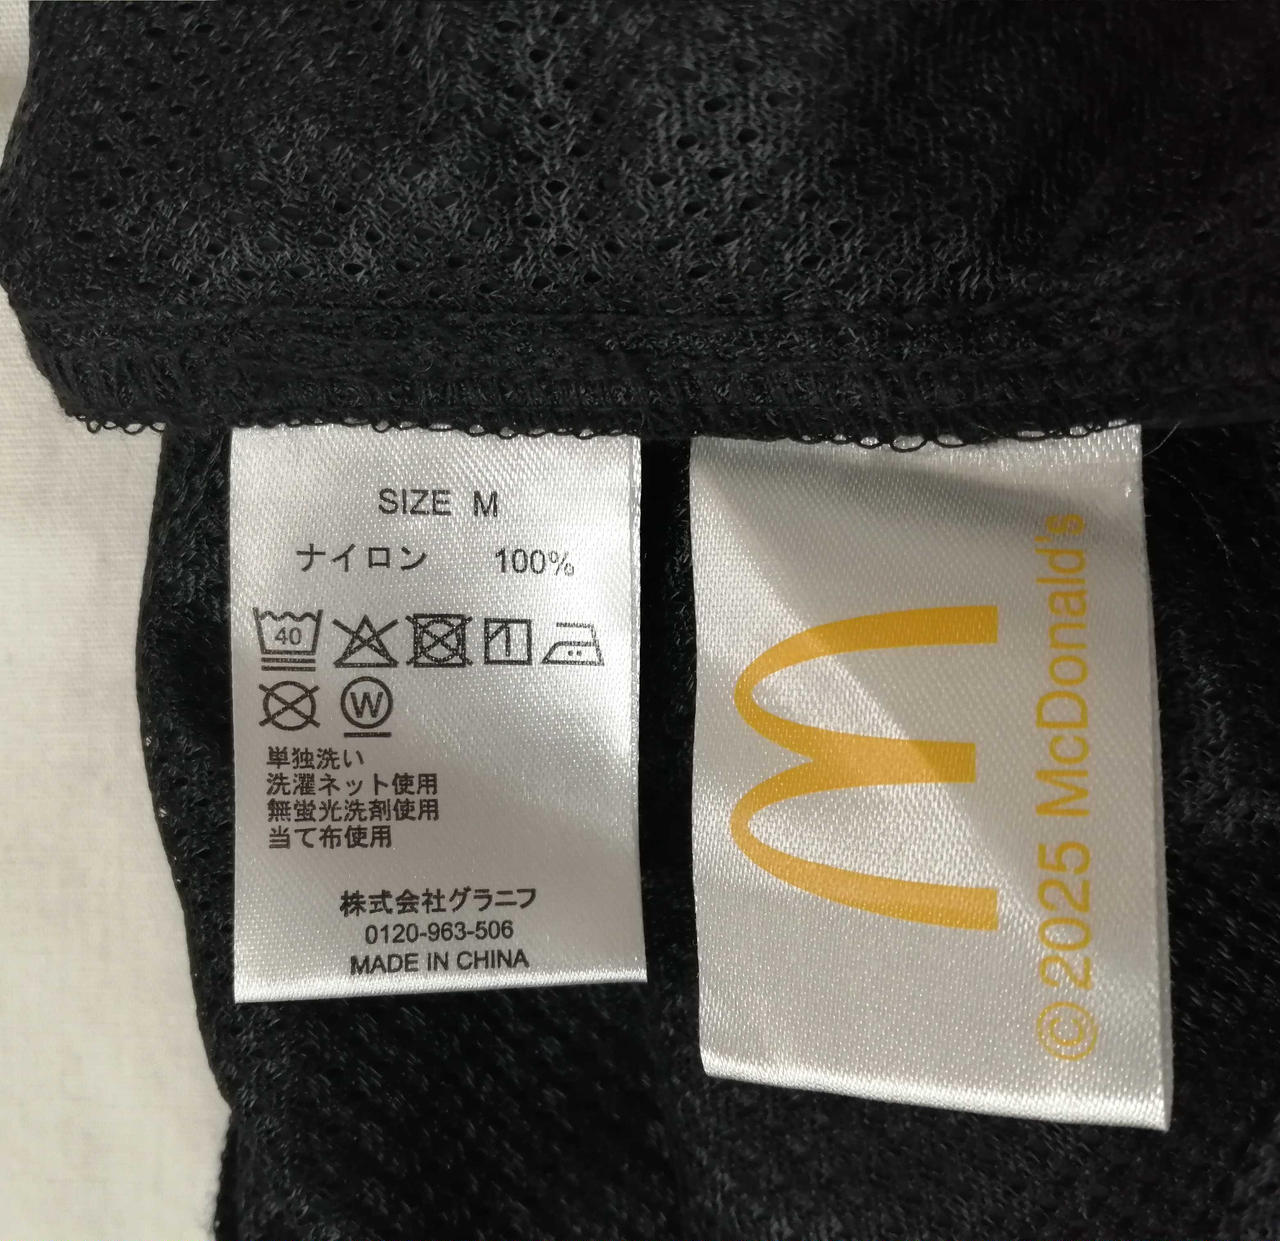 SIZE M
ナイロン 100%
40
W
単独洗い
洗濯ネット使用
無蛍光洗剤使用
当て布使用
株式会社グラニフ
0120-963-506
MADE IN CHINA
M
©2025 McDonald's